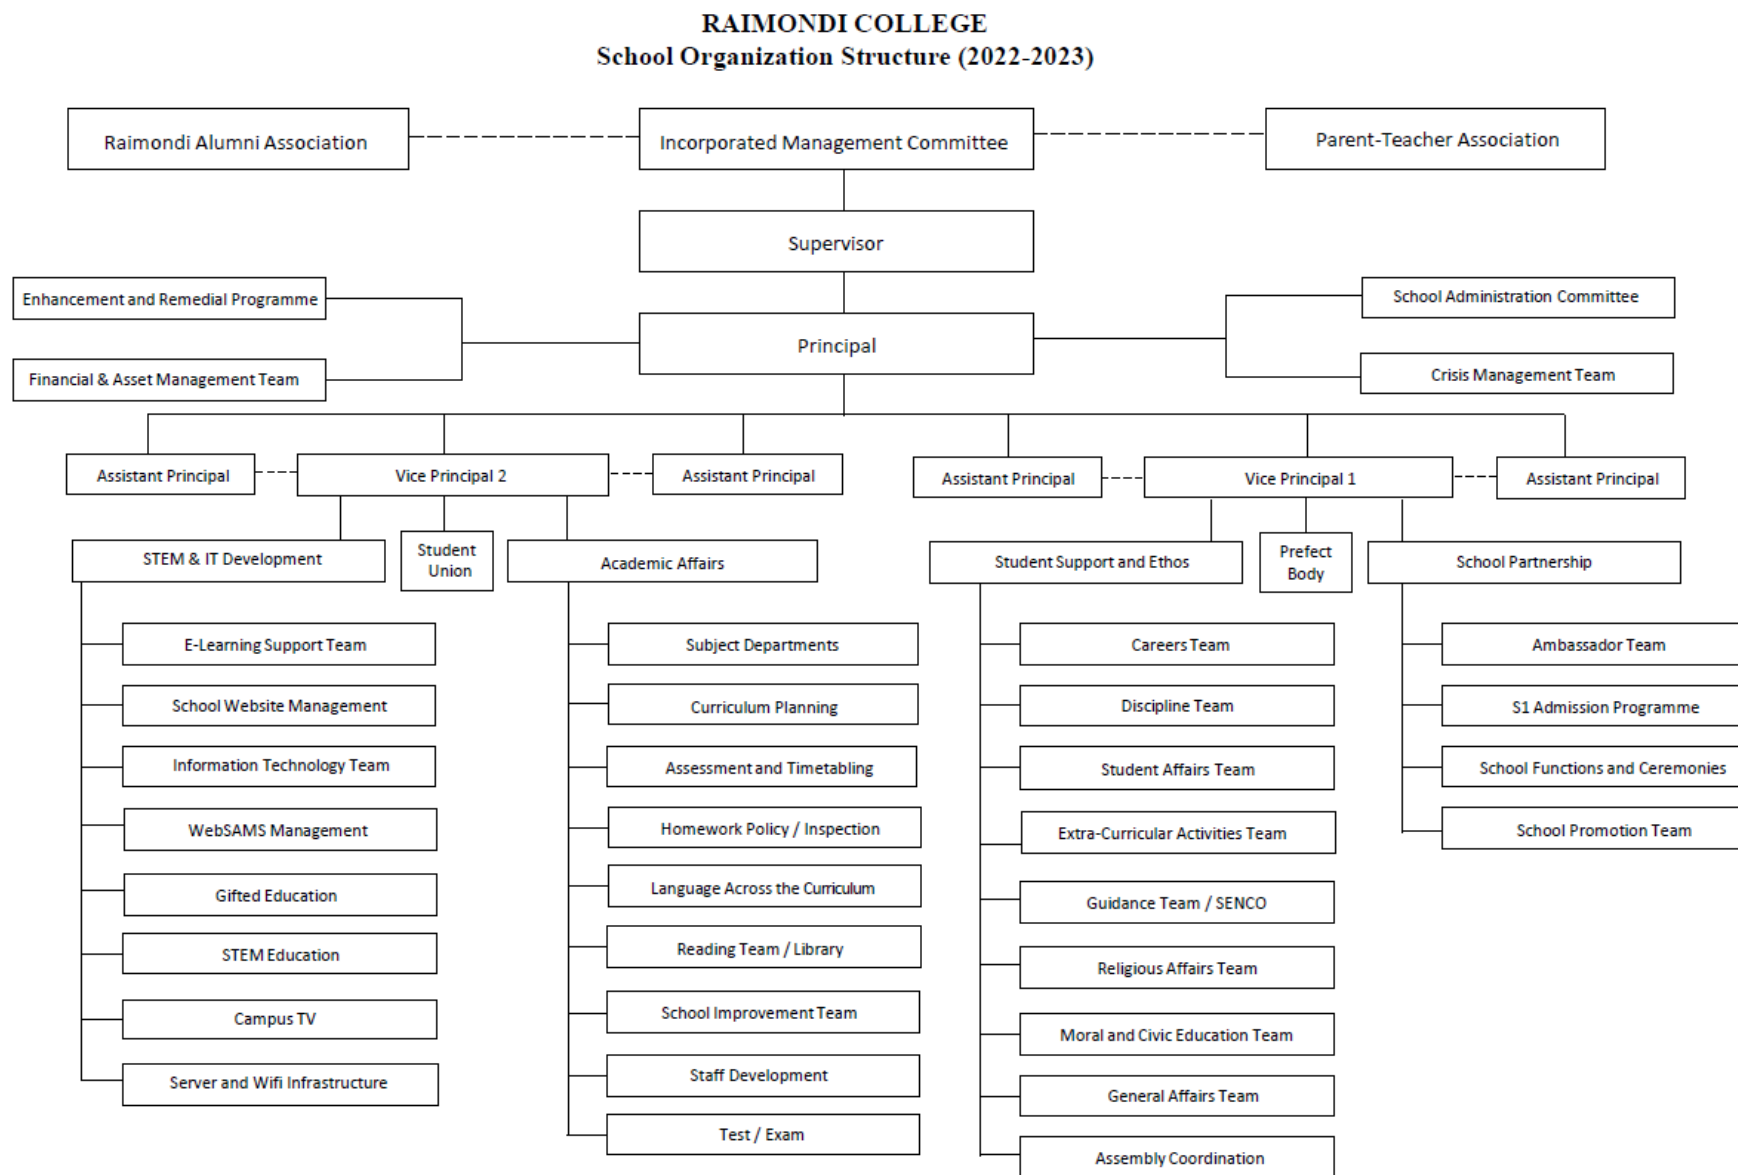 RAIMONDI COLLEGE
School Organization Structure (2022-2023)
Raimondi Alumni Association
Incorporated Management Committee
Parent-Teacher Association
Supervisor
Enhancement and Remedial Programme
School Administration Committee
Principal
Financial & Asset Management Team
Crisis Management Team
Assistant Principal
Vice Principal 2
Assistant Principal
Assistant Principal
Vice Principal 1
Assistant Principal
STEM & IT Development
Student
Union
Academic Affairs
Student Support and Ethos
Prefect
Body
School Partnership
E-Learning Support Team
School Website Management
Information Technology Team
WebSAMS Management
Gifted Education
STEM Education
Campus TV
Server and Wifi Infrastructure
Subject Departments
Curriculum Planning
Assessment and Timetabling
Homework Policy / Inspection
Language Across the Curriculum
Reading Team / Library
School Improvement Team
Staff Development
Test / Exam
Careers Team
Discipline Team
Student Affairs Team
Extra-Curricular Activities Team
Guidance Team / SENCO
Religious Affairs Team
Moral and Civic Education Team
General Affairs Team
Assembly Coordination
Ambassador Team
S1 Admission Programme
School Functions and Ceremonies
School Promotion Team